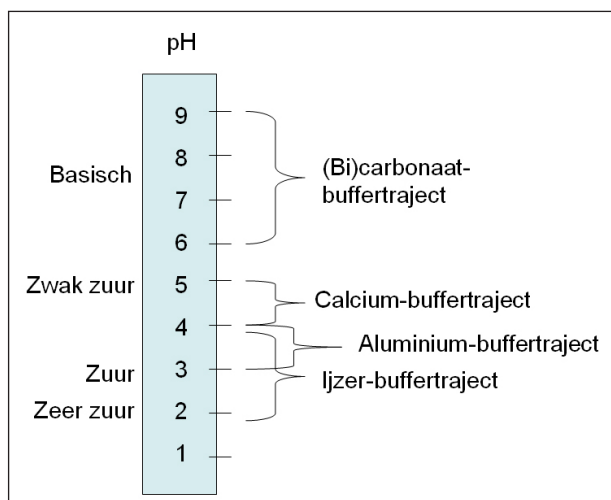 pH
9
8
Basisch
(Bi)carbonaat-
buffertraject
7
6
Zwak zuur
5
Calcium-buffertraject
4
Aluminium-buffertraject
Zuur
3
Ijzer-buffertraject
Zeer zuur
2
1